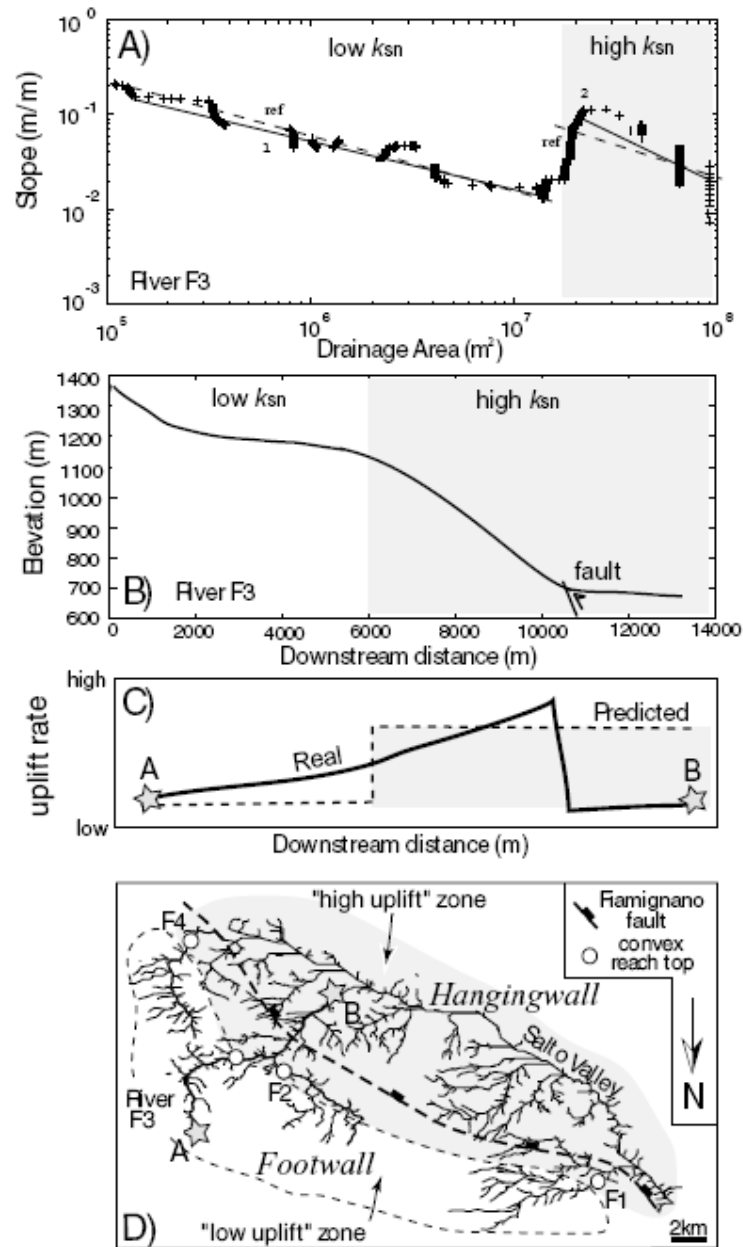 A)
low ksn
high ksn
10⁰
10⁻¹
10⁻²
10⁻³
Slope (m/m)
ref
1
2
ref
1
River F3
10⁵
10⁶
10⁷
10⁸
Drainage Area (m²)
1400
1300
1200
1100
1000
900
800
700
600
Elevation (m)
low ksn
high ksn
fault
B)
River F3
0
2000
4000
6000
8000
10000
12000
14000
Downstream distance (m)
high
low
uplift rate
C)
Predicted
Real
A
B
Downstream distance (m)
"high uplift" zone
Fiamignano
fault
convex
reach top
F4
Hangingwall
B
Salto Valley
N
River
F3
F2
A
Footwall
F1
D)
"low uplift" zone
2km